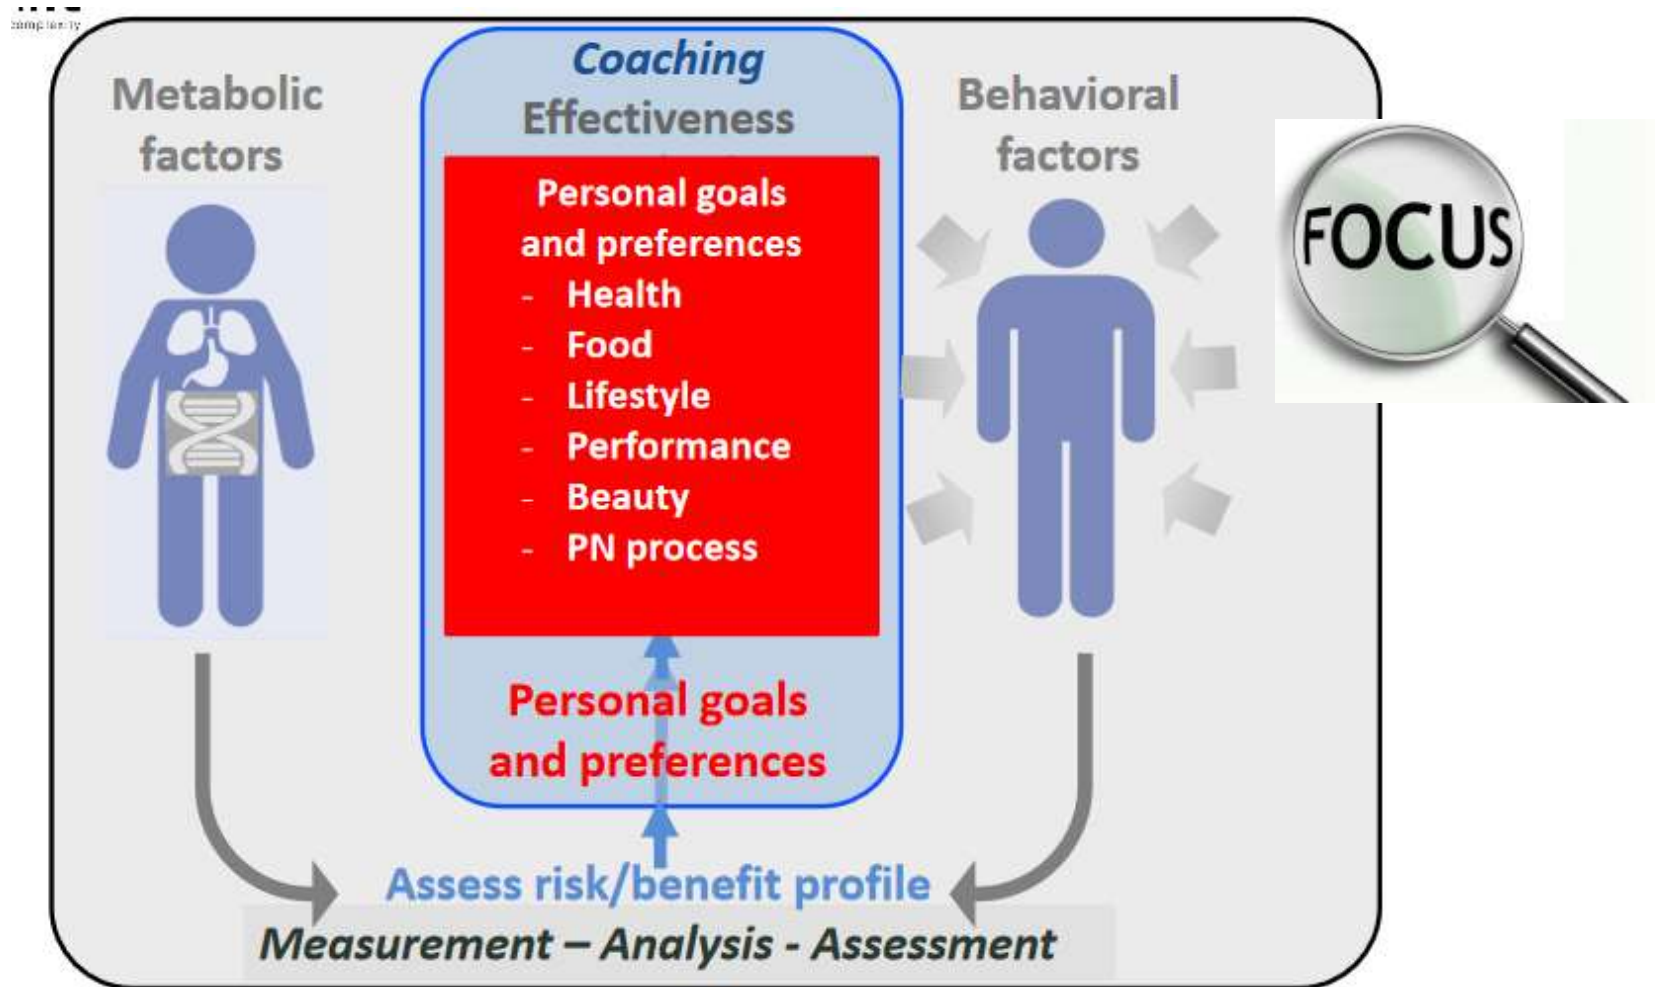 complexity
Coaching
Effectiveness
Metabolic
factors
Behavioral
factors
FOCUS
Personal goals
and preferences
- Health
- Food
- Lifestyle
- Performance
- Beauty
- PN process
Personal goals
and preferences
Assess risk/benefit profile
Measurement – Analysis - Assessment